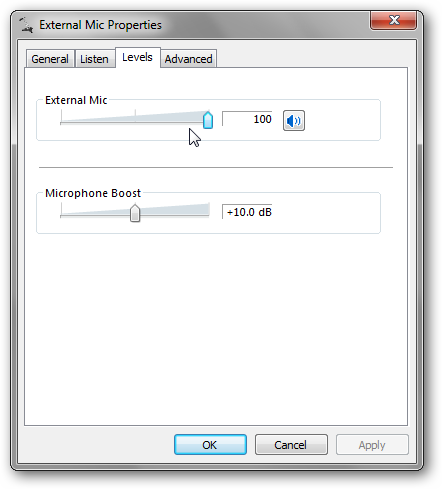 External Mic Properties
General Listen Levels Advanced
External Mic
100
Microphone Boost
+10.0 dB
OK Cancel Apply